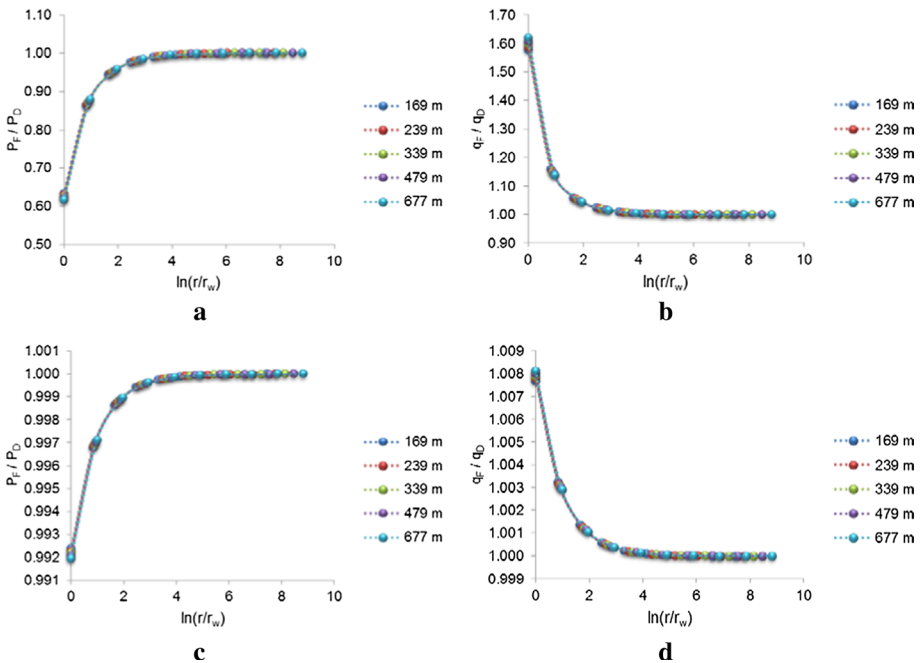 1.10
1.00
0.90
0.80
0.70
0.60
0.50
P_F / P_D
0 2 4 6 8 10
ln(r/r_w)
169 m
239 m
339 m
479 m
677 m
a
1.70
1.60
1.50
1.40
1.30
1.20
1.10
1.00
0.90
q_F / q_D
0 2 4 6 8 10
ln(r/r_w)
169 m
239 m
339 m
479 m
677 m
b
1.001
1.000
0.999
0.998
0.997
0.996
0.995
0.994
0.993
0.992
0.991
P_F / P_D
0 2 4 6 8 10
ln(r/r_w)
169 m
239 m
339 m
479 m
677 m
c
1.009
1.008
1.007
1.006
1.005
1.004
1.003
1.002
1.001
1.000
0.999
q_F / q_D
0 2 4 6 8 10
ln(r/r_w)
169 m
239 m
339 m
479 m
677 m
d